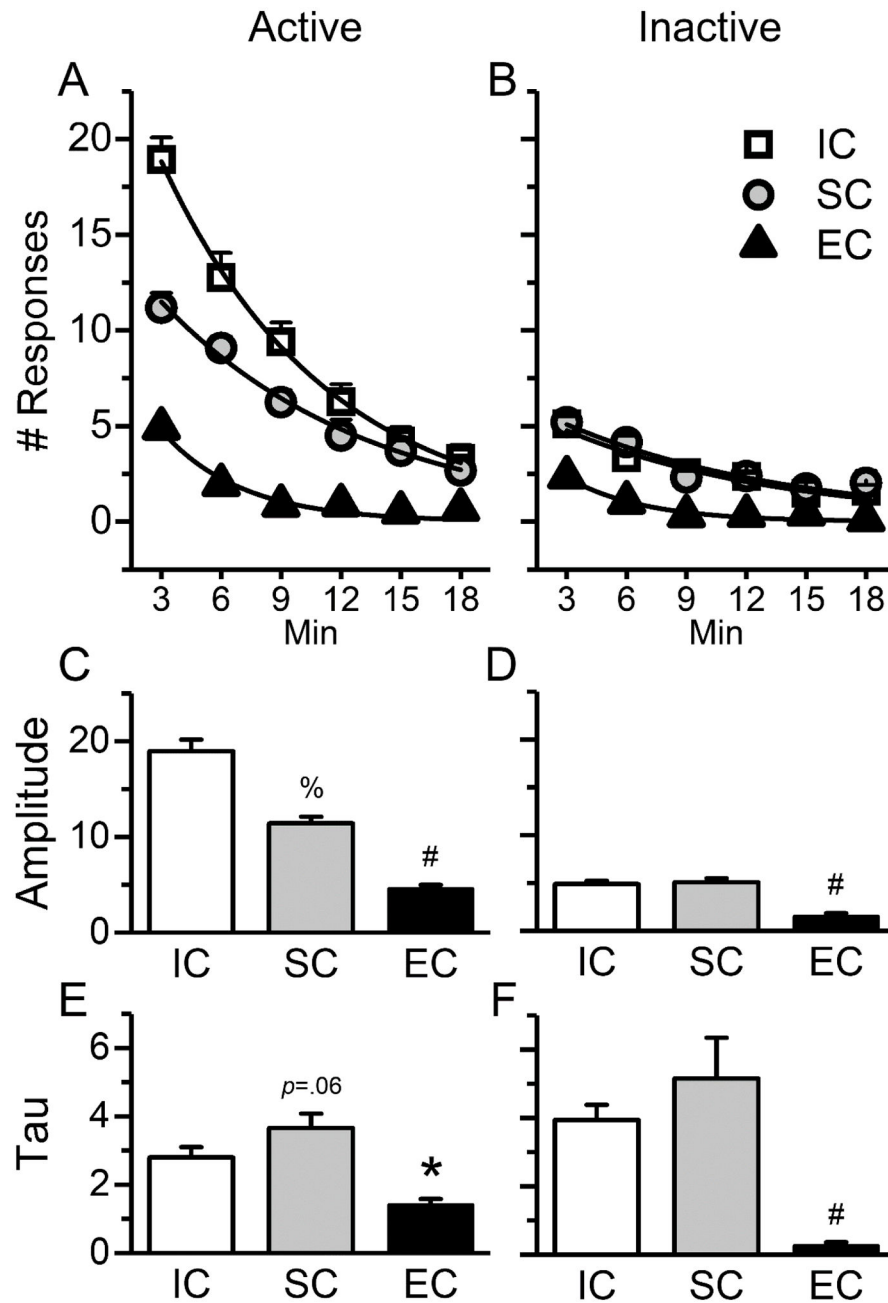 Active Inactive
A B
20
15
10
5
0
# Responses
IC
SC
EC
3 6 9 12 15 18
Min
3 6 9 12 15 18
Min
C D
20
10
0
Amplitude
%
#
#
IC SC EC
IC SC EC
E F
6
4
2
0
Tau
p=.06
*
#
IC SC EC
IC SC EC